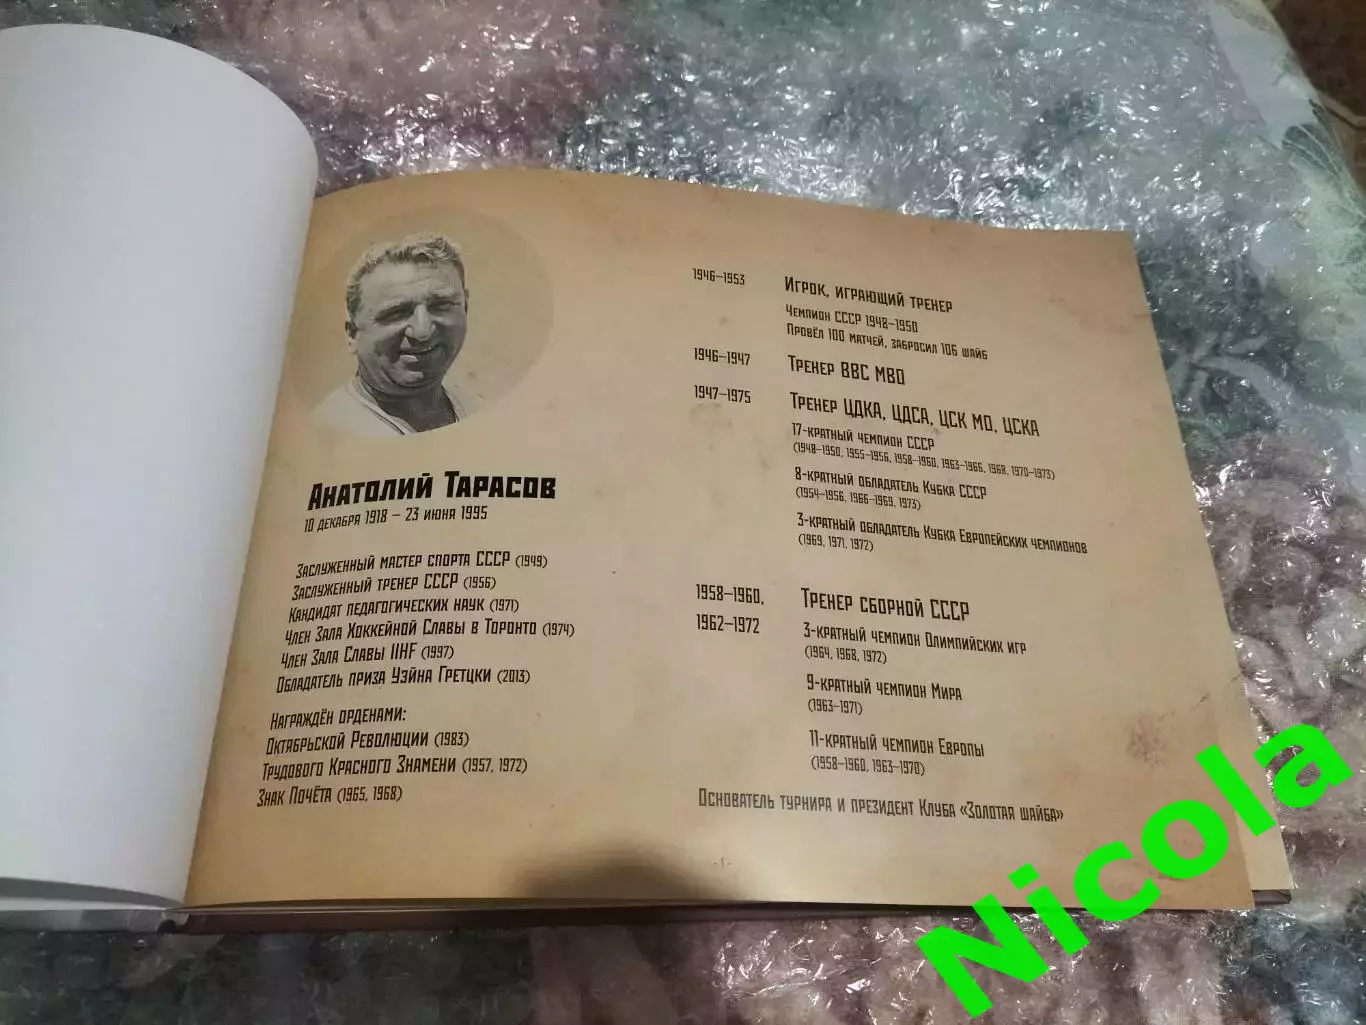 Анатолий Тарасов
10 декабря 1918 – 23 июня 1995
Заслуженный мастер спорта СССР (1949)
Заслуженный тренер СССР (1956)
Кандидат педагогических наук (1971)
Член Зала Хоккейной Славы в Торонто (1974)
Член Зала Славы IIHF (1997)
Обладатель приза Уэйна Гретцки (2013)
Награждён орденами:
Октябрьской Революции (1983)
Трудового Красного Знамени (1957, 1972)
Знак Почёта (1965, 1968)
1946–1953 Игрок, играющий тренер
Чемпион СССР 1948–1950
Провёл 100 матчей, забросил 106 шайб
1946–1947 Тренер ВВС МВО
1947–1975 Тренер ЦДКА, ЦДСА, ЦСК МО, ЦСКА
17-кратный чемпион СССР
(1948–1950, 1955–1956, 1958–1960, 1963–1966, 1968, 1970–1973)
8-кратный обладатель Кубка СССР
(1954–1956, 1966–1969, 1973)
3-кратный обладатель Кубка Европейских чемпионов
(1969, 1971, 1972)
1958–1960, Тренер сборной СССР
1962–1972
3-кратный чемпион Олимпийских игр
(1964, 1968, 1972)
9-кратный чемпион Мира
(1963–1971)
11-кратный чемпион Европы
(1958–1960, 1963–1970)
Основатель турнира и президент Клуба «Золотая шайба»
-1-
Nicola